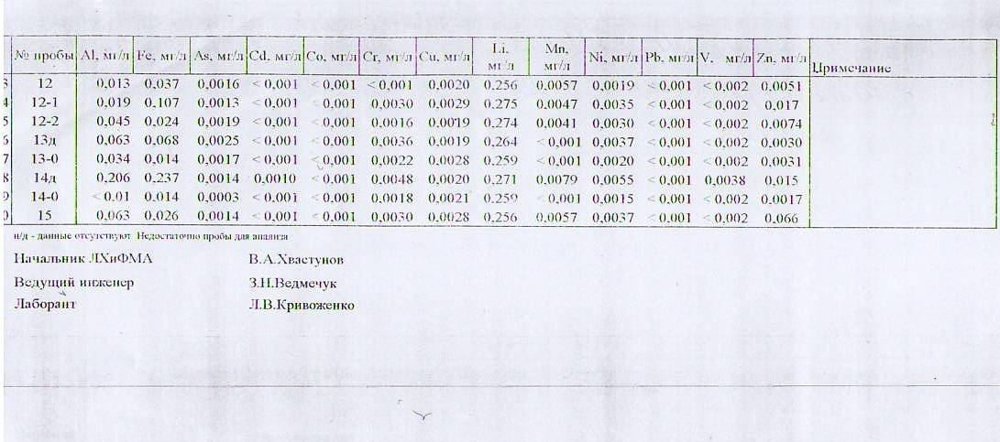 № пробы Al, мг/л Fe, мг/л As, мг/л Cd, мг/л Co, мг/л Cr, мг/л Cu, мг/л Li, мг/л Mn, мг/л Ni, мг/л Pb, мг/л V, мг/л Zn, мг/л Примечание
3 12 0,013 0,037 0,0016 < 0,001 < 0,001 < 0,001 0,0020 0,256 0,0057 0,0019 < 0,001 < 0,002 0,0051
4 12-1 0,019 0,107 0,0013 < 0,001 < 0,001 0,0030 0,0029 0,275 0,0047 0,0035 < 0,001 < 0,002 0,017
5 12-2 0,045 0,024 0,0019 < 0,001 < 0,001 0,0016 0,0019 0,274 0,0041 0,0030 < 0,001 < 0,002 0,0074
6 13д 0,063 0,068 0,0025 < 0,001 < 0,001 0,0036 0,0019 0,264 < 0,001 0,0037 < 0,001 < 0,002 0,0030
7 13-0 0,034 0,014 0,0017 < 0,001 < 0,001 0,0022 0,0028 0,259 < 0,001 0,0020 < 0,001 < 0,002 0,0031
8 14д 0,206 0,237 0,0014 0,0010 < 0,001 0,0048 0,0020 0,271 0,0079 0,0055 < 0,001 0,0038 0,015
9 14-0 < 0,01 0,014 0,0003 < 0,001 < 0,001 0,0018 0,0021 0,259 < 0,001 0,0015 < 0,001 < 0,002 0,0017
0 15 0,063 0,026 0,0014 < 0,001 < 0,001 0,0030 0,0028 0,256 0,0057 0,0037 < 0,001 < 0,002 0,066
н/д - данные отсутствуют. Недостаточно пробы для анализа
Начальник ЛХиФМА В.А.Хвастунов
Ведущий инженер З.Н.Ведмечук
Лаборант Л.В.Кривоженко